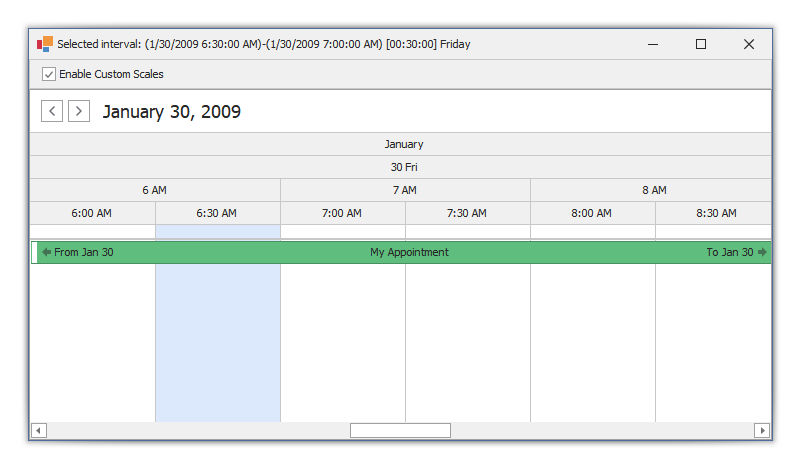 Selected interval: (1/30/2009 6:30:00 AM)-(1/30/2009 7:00:00 AM) [00:30:00] Friday
Enable Custom Scales
January 30, 2009
January
30 Fri
6 AM 7 AM 8 AM
6:00 AM 6:30 AM 7:00 AM 7:30 AM 8:00 AM 8:30 AM
From Jan 30 My Appointment To Jan 30